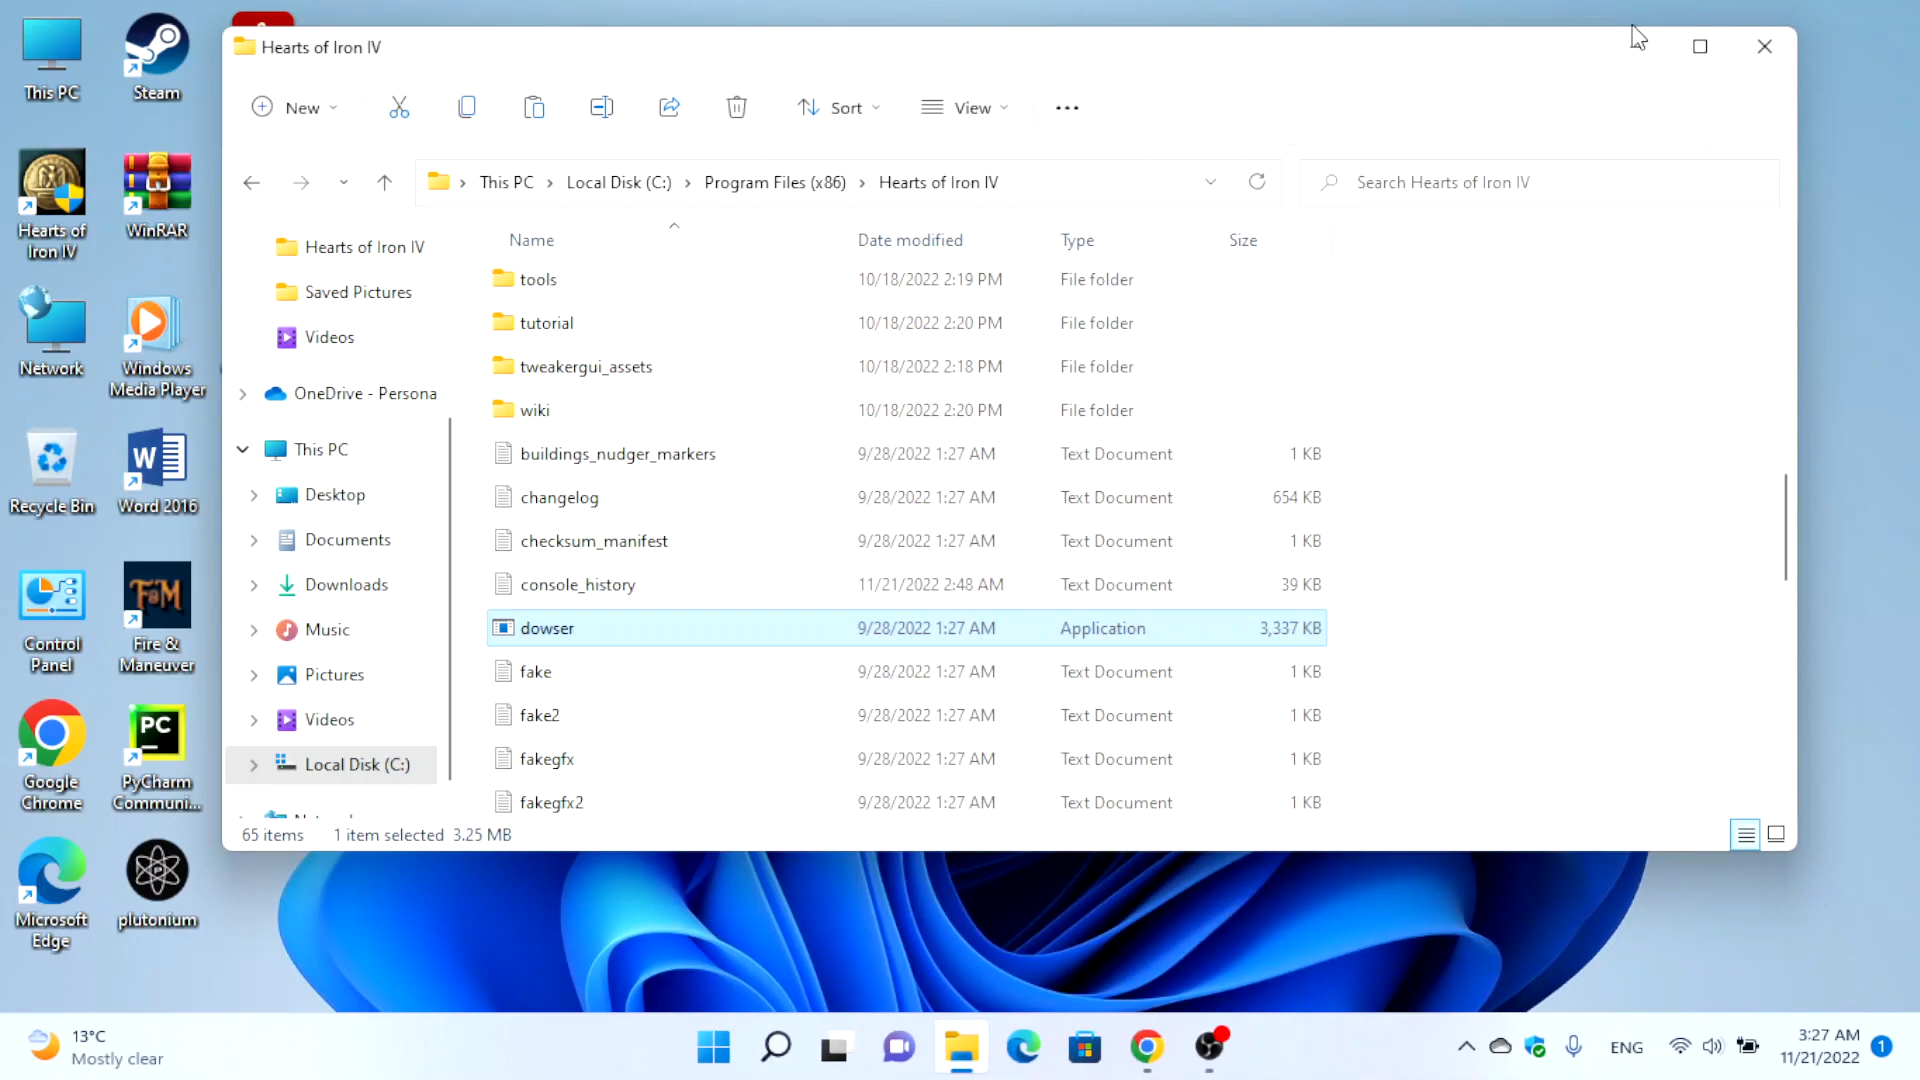 This PC
Steam
Hearts of
Iron IV
WinRAR
Network
Windows
Media Player
Recycle Bin
Word 2016
Control
Panel
Fire &
Maneuver
Google
Chrome
PyCharm
Communi...
Microsoft
Edge
plutonium
Hearts of Iron IV
New
Sort
View
This PC > Local Disk (C:) > Program Files (x86) > Hearts of Iron IV
Search Hearts of Iron IV
Hearts of Iron IV
Saved Pictures
Videos
OneDrive - Persona
This PC
Desktop
Documents
Downloads
Music
Pictures
Videos
Local Disk (C:)
Name Date modified Type Size
tools 10/18/2022 2:19 PM File folder
tutorial 10/18/2022 2:20 PM File folder
tweakergui_assets 10/18/2022 2:18 PM File folder
wiki 10/18/2022 2:20 PM File folder
buildings_nudger_markers 9/28/2022 1:27 AM Text Document 1 KB
changelog 9/28/2022 1:27 AM Text Document 654 KB
checksum_manifest 9/28/2022 1:27 AM Text Document 1 KB
console_history 11/21/2022 2:48 AM Text Document 39 KB
dowser 9/28/2022 1:27 AM Application 3,337 KB
fake 9/28/2022 1:27 AM Text Document 1 KB
fake2 9/28/2022 1:27 AM Text Document 1 KB
fakegfx 9/28/2022 1:27 AM Text Document 1 KB
fakegfx2 9/28/2022 1:27 AM Text Document 1 KB
65 items 1 item selected 3.25 MB
13°C
Mostly clear
ENG
3:27 AM
11/21/2022
1